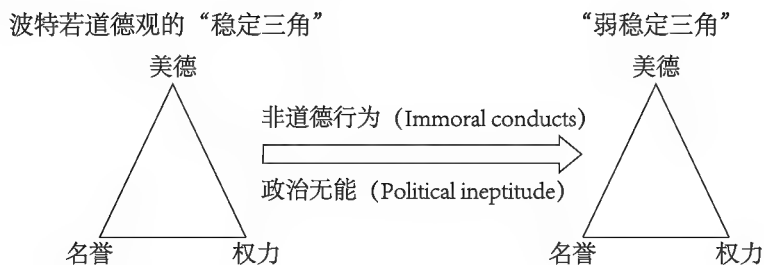 波特若道德观的“稳定三角”
“弱稳定三角”
美德
美德
非道德行为（Immoral conducts）
政治无能（Political ineptitude）
名誉
权力
名誉
权力